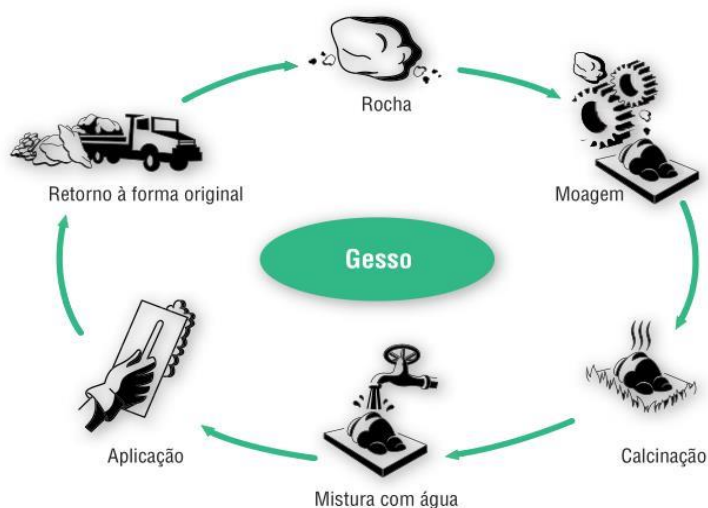 Rocha
Retorno à forma original
Moagem
Gesso
Aplicação
Calcinação
Mistura com água